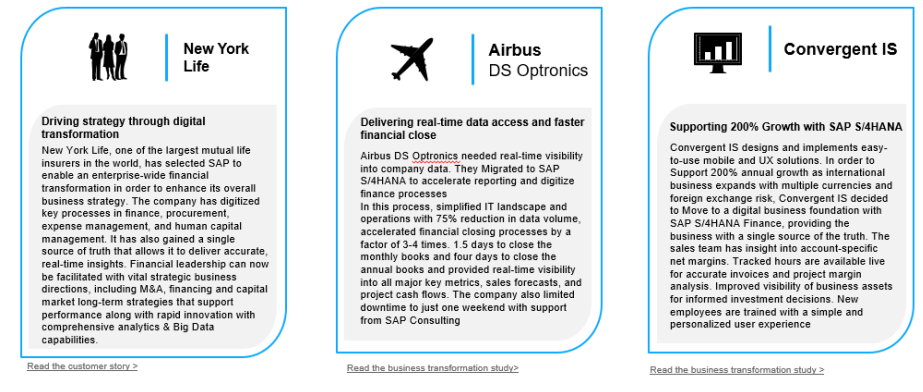 New York
Life
Driving strategy through digital
transformation
New York Life, one of the largest mutual life
insurers in the world, has selected SAP to
enable an enterprise-wide financial
transformation in order to enhance its overall
business strategy. The company has digitized
key processes in finance, procurement,
expense management, and human capital
management. It has also gained a single
source of truth that allows it to deliver accurate,
real-time insights. Financial leadership can now
be facilitated with vital strategic business
directions, including M&A, financing and capital
market long-term strategies that support
performance along with rapid innovation with
comprehensive analytics & Big Data
capabilities.
Read the customer story >
Airbus
DS Optronics
Delivering real-time data access and faster
financial close
Airbus DS Optronics needed real-time visibility
into company data. They Migrated to SAP
S/4HANA to accelerate reporting and digitize
finance processes
In this process, simplified IT landscape and
operations with 75% reduction in data volume,
accelerated financial closing processes by a
factor of 3-4 times. 1.5 days to close the
monthly books and four days to close the
annual books and provided real-time visibility
into all major key metrics, sales forecasts, and
project cash flows. The company also limited
downtime to just one weekend with support
from SAP Consulting
Read the business transformation study>
Convergent IS
Supporting 200% Growth with SAP S/4HANA
Convergent IS designs and implements easy-
to-use mobile and UX solutions. In order to
Support 200% annual growth as international
business expands with multiple currencies and
foreign exchange risk, Convergent IS decided
to Move to a digital business foundation with
SAP S/4HANA Finance, providing the
business with a single source of the truth. The
sales team has insight into account-specific
net margins. Tracked hours are available live
for accurate invoices and project margin
analysis. Improved visibility of business assets
for informed investment decisions. New
employees are trained with a simple and
personalized user experience
Read the business transformation study >